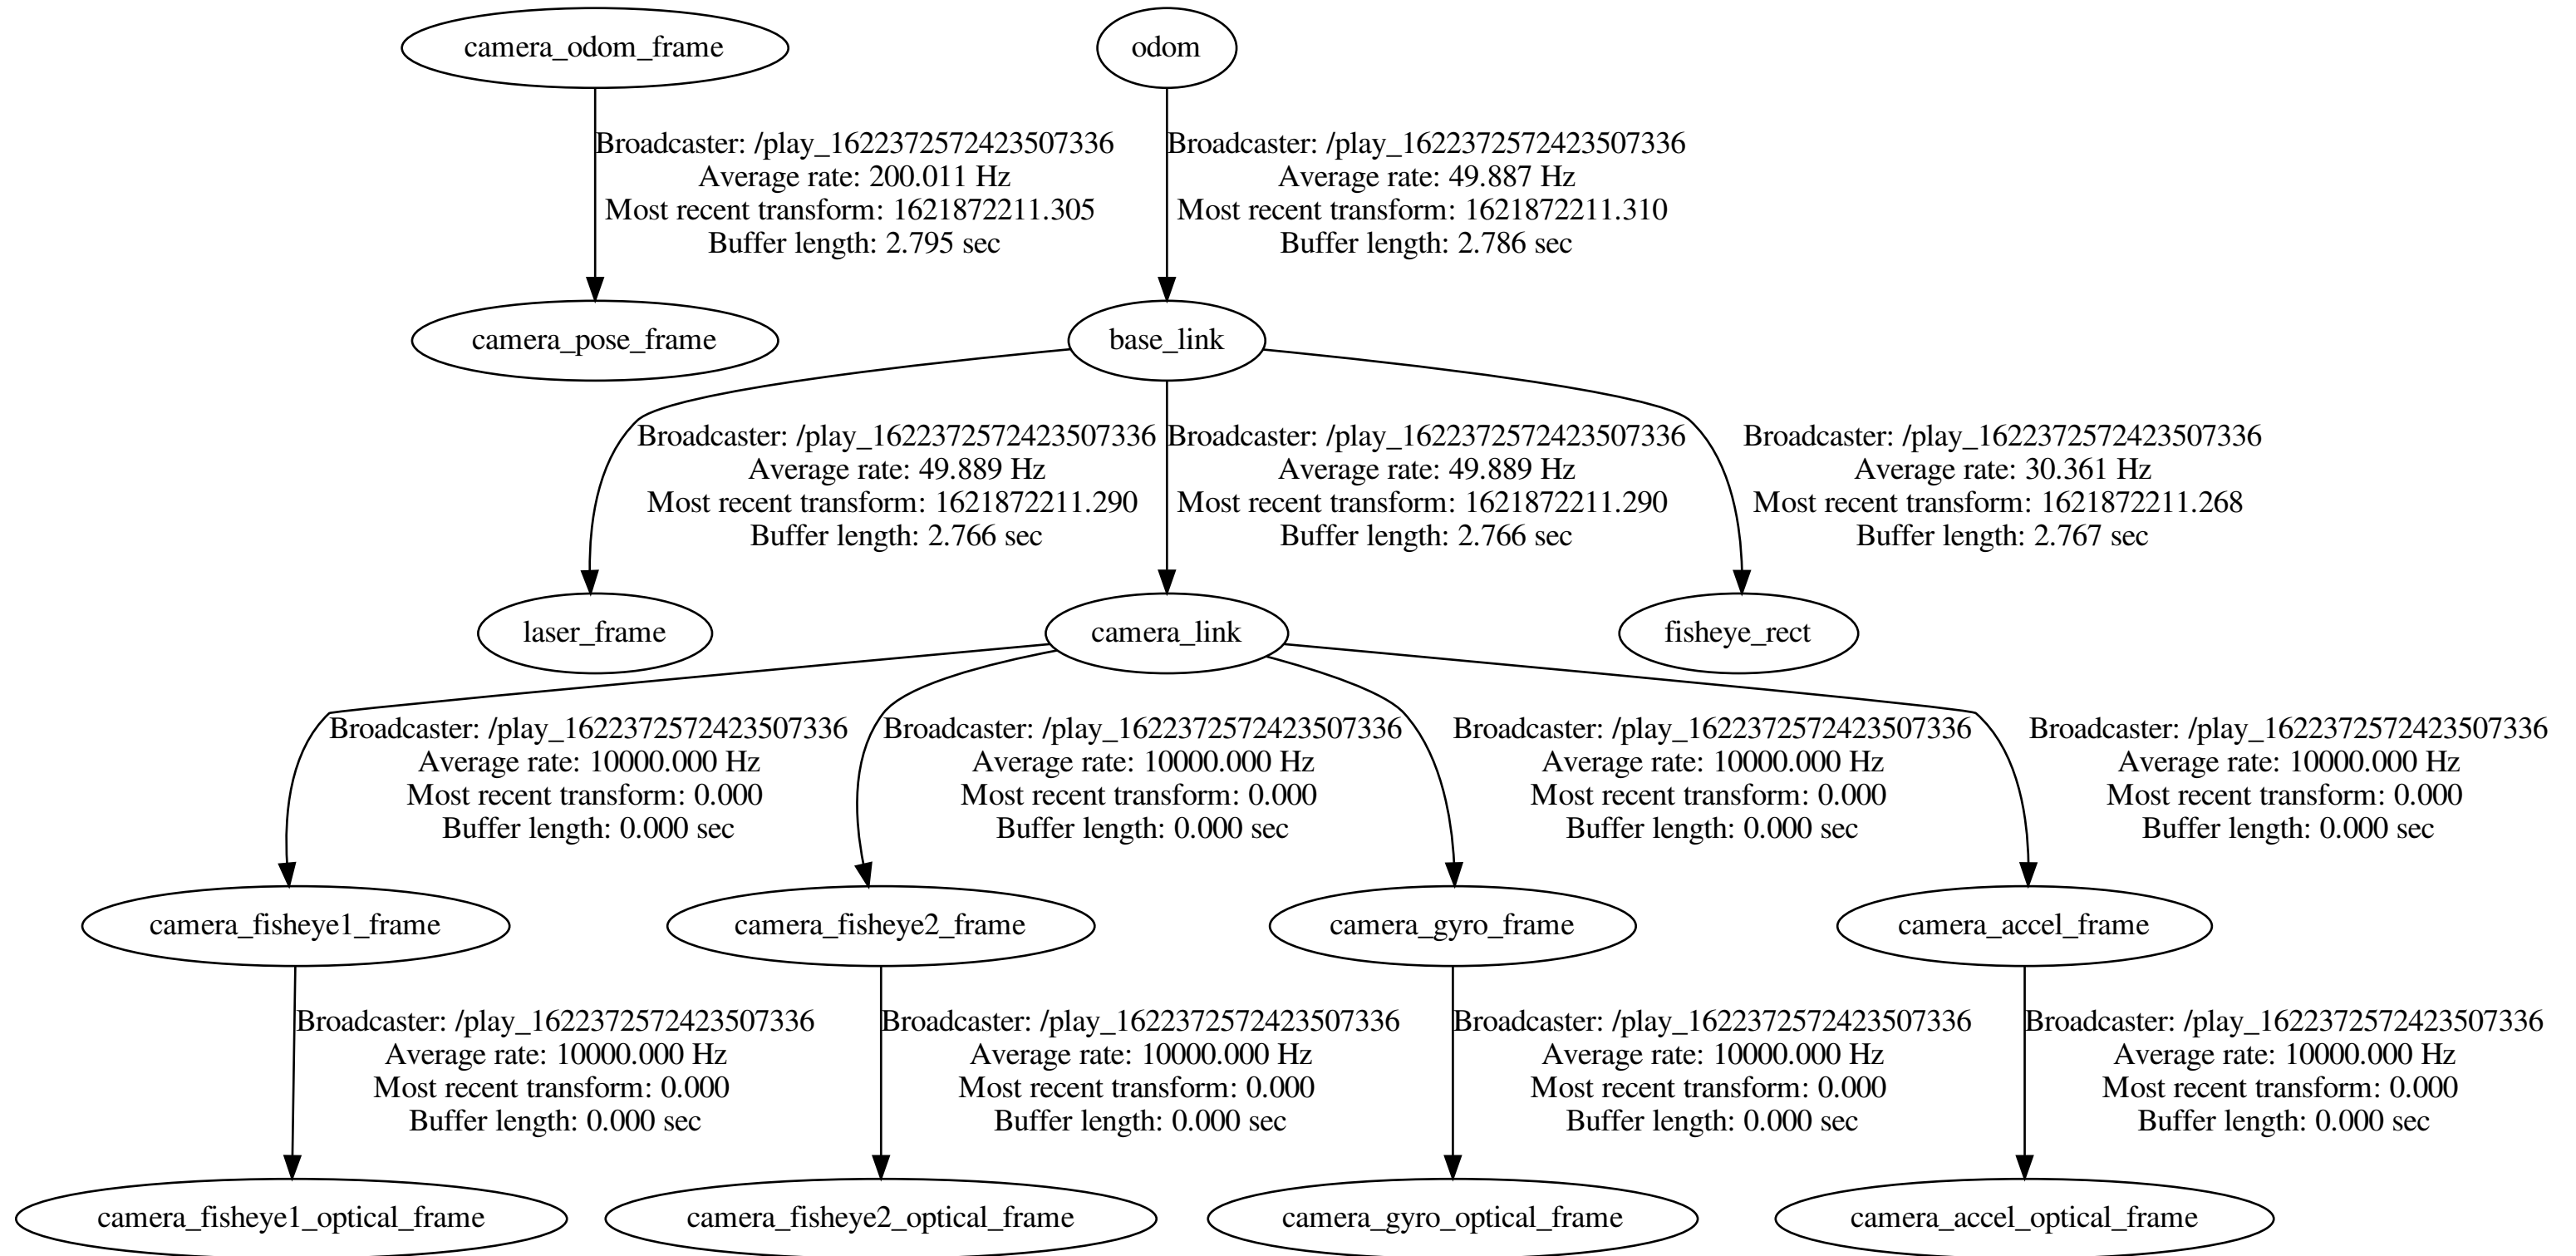 camera_odom_frame
odom
Broadcaster: /play_1622372572423507336
Average rate: 200.011 Hz
Most recent transform: 1621872211.305
Buffer length: 2.795 sec
Broadcaster: /play_1622372572423507336
Average rate: 49.887 Hz
Most recent transform: 1621872211.310
Buffer length: 2.786 sec
camera_pose_frame
base_link
Broadcaster: /play_1622372572423507336
Average rate: 49.889 Hz
Most recent transform: 1621872211.290
Buffer length: 2.766 sec
Broadcaster: /play_1622372572423507336
Average rate: 49.889 Hz
Most recent transform: 1621872211.290
Buffer length: 2.766 sec
Broadcaster: /play_1622372572423507336
Average rate: 30.361 Hz
Most recent transform: 1621872211.268
Buffer length: 2.767 sec
laser_frame
camera_link
fisheye_rect
Broadcaster: /play_1622372572423507336
Average rate: 10000.000 Hz
Most recent transform: 0.000
Buffer length: 0.000 sec
Broadcaster: /play_1622372572423507336
Average rate: 10000.000 Hz
Most recent transform: 0.000
Buffer length: 0.000 sec
Broadcaster: /play_1622372572423507336
Average rate: 10000.000 Hz
Most recent transform: 0.000
Buffer length: 0.000 sec
Broadcaster: /play_1622372572423507336
Average rate: 10000.000 Hz
Most recent transform: 0.000
Buffer length: 0.000 sec
camera_fisheye1_frame
camera_fisheye2_frame
camera_gyro_frame
camera_accel_frame
Broadcaster: /play_1622372572423507336
Average rate: 10000.000 Hz
Most recent transform: 0.000
Buffer length: 0.000 sec
Broadcaster: /play_1622372572423507336
Average rate: 10000.000 Hz
Most recent transform: 0.000
Buffer length: 0.000 sec
Broadcaster: /play_1622372572423507336
Average rate: 10000.000 Hz
Most recent transform: 0.000
Buffer length: 0.000 sec
Broadcaster: /play_1622372572423507336
Average rate: 10000.000 Hz
Most recent transform: 0.000
Buffer length: 0.000 sec
camera_fisheye1_optical_frame
camera_fisheye2_optical_frame
camera_gyro_optical_frame
camera_accel_optical_frame